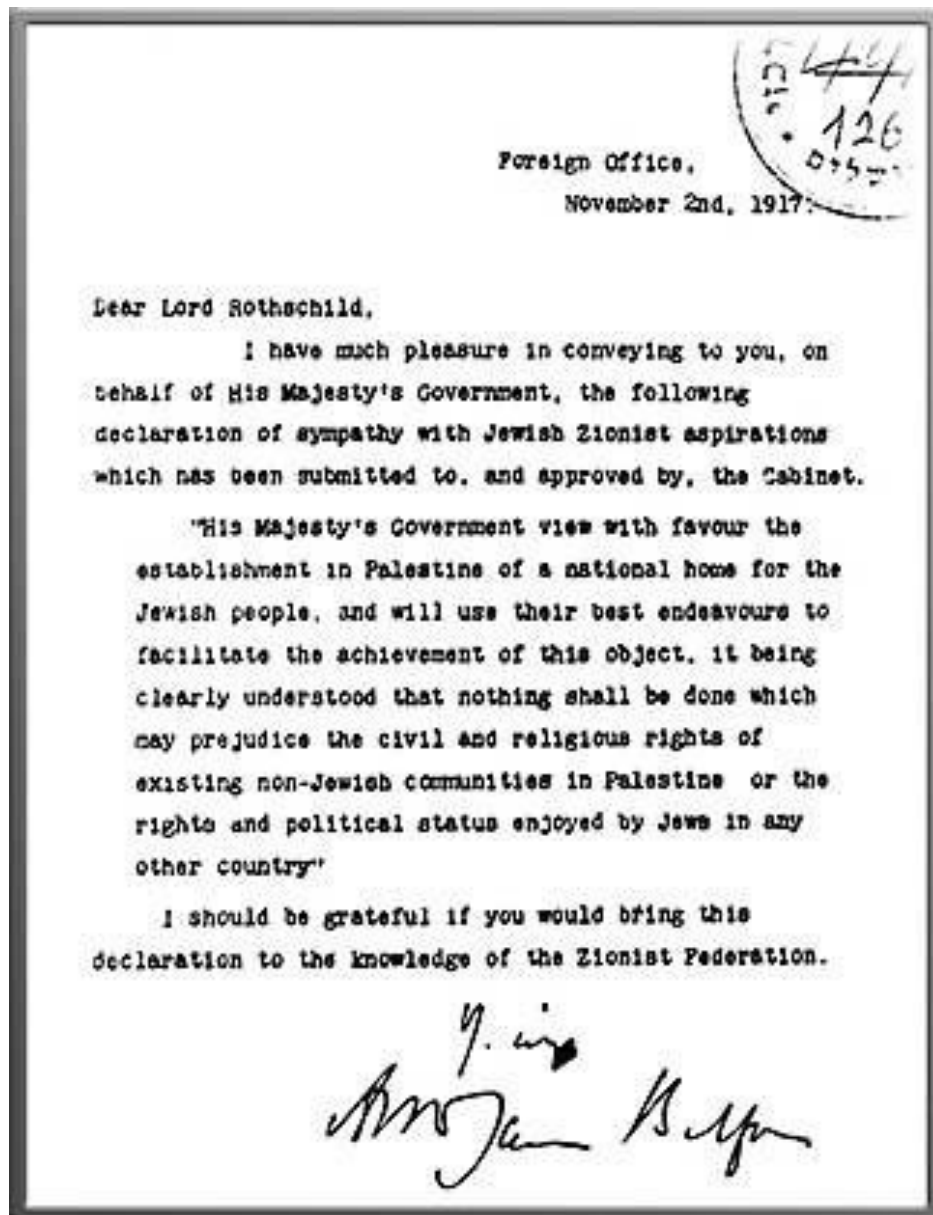 126
Foreign Office,
November 2nd, 1917.
Dear Lord Rothschild,
I have much pleasure in conveying to you, on
behalf of His Majesty's Government, the following
declaration of sympathy with Jewish Zionist aspirations
which has been submitted to, and approved by, the Cabinet.
"His Majesty's Government view with favour the
establishment in Palestine of a national home for the
Jewish people, and will use their best endeavours to
facilitate the achievement of this object, it being
clearly understood that nothing shall be done which
may prejudice the civil and religious rights of
existing non-Jewish communities in Palestine or the
rights and political status enjoyed by Jews in any
other country"
I should be grateful if you would bring this
declaration to the knowledge of the Zionist Federation.
Arthur James Balfour